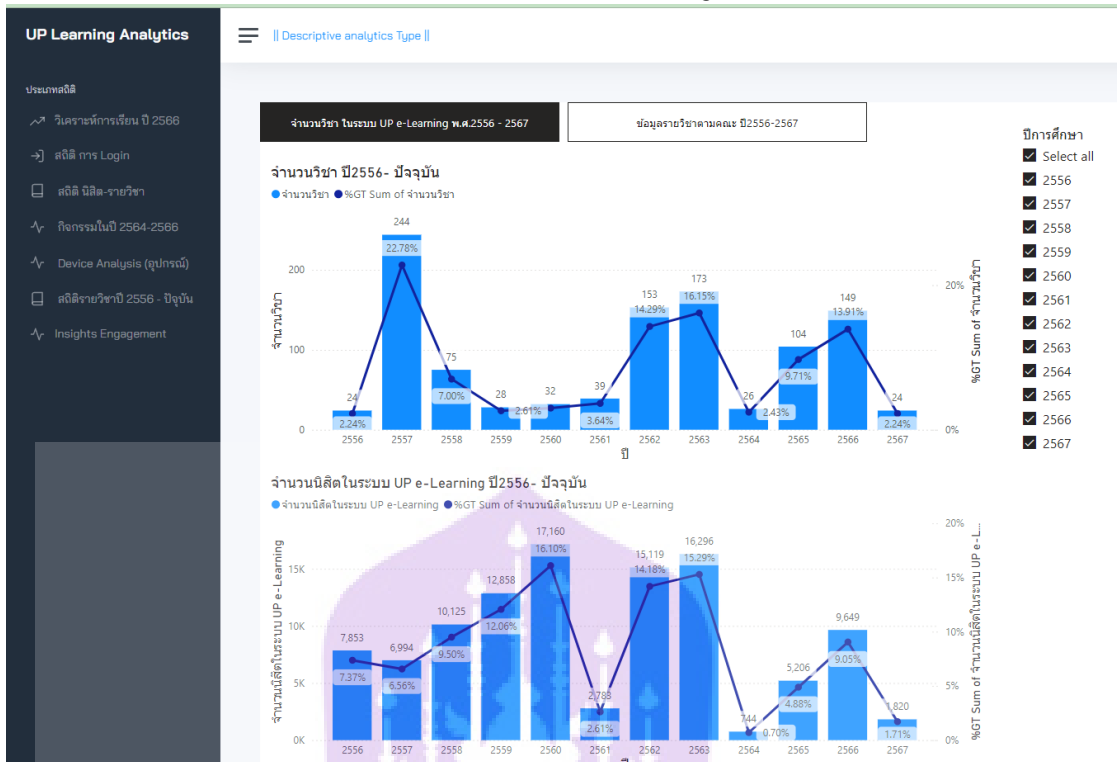 UP Learning Analytics
|| Descriptive analytics Type ||
ประเภทสถิติ
วิเคราะห์การเรียน ปี 2566
สถิติ การ Login
สถิติ นิสิต-รายวิชา
กิจกรรมในปี 2564-2566
Device Analysis (อุปกรณ์)
สถิติรายวิชาปี 2556 - ปัจจุบัน
Insights Engagement
จำนวนวิชา ในระบบ UP e-Learning พ.ศ.2556 - 2567
ข้อมูลรายวิชาตามคณะ ปี2556-2567
จำนวนวิชา ปี2556- ปัจจุบัน
จำนวนวิชา %GT Sum of จำนวนวิชา
จำนวนวิชา
200
100
0
24 244 75 28 32 39 153 173 26 104 149 24
2.24% 22.78% 7.00% 2.61% 3.64% 14.29% 16.15% 2.43% 9.71% 13.91% 2.24%
2556 2557 2558 2559 2560 2561 2562 2563 2564 2565 2566 2567
ปี
20%
0%
%GT Sum of จำนวนวิชา
จำนวนนิสิตในระบบ UP e-Learning ปี2556- ปัจจุบัน
จำนวนนิสิตในระบบ UP e-Learning %GT Sum of จำนวนนิสิตในระบบ UP e-Learning
จำนวนนิสิตในระบบ UP e-Learning
15K
10K
5K
0K
7,853 6,994 10,125 12,858 17,160 2,783 15,119 16,296 744 5,206 9,649 1,820
7.37% 6.56% 9.50% 12.06% 16.10% 2.61% 14.18% 15.29% 0.70% 4.88% 9.05% 1.71%
2556 2557 2558 2559 2560 2561 2562 2563 2564 2565 2566 2567
20%
15%
10%
5%
0%
%GT Sum of จำนวนนิสิตในระบบ UP e-L...
ปีการศึกษา
Select all
2556
2557
2558
2559
2560
2561
2562
2563
2564
2565
2566
2567